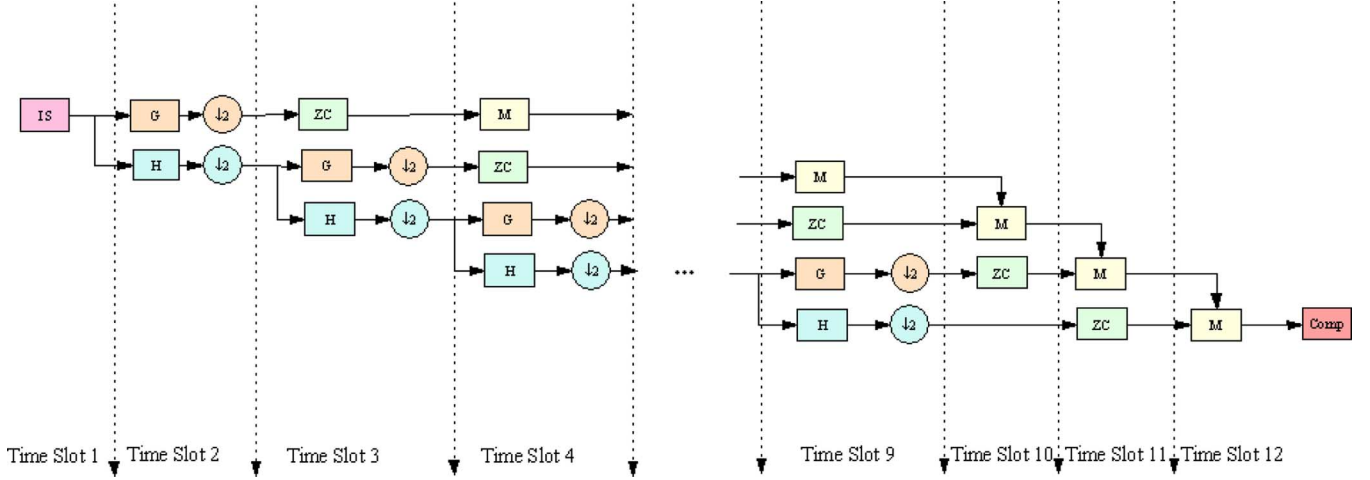 IS G ↓2 ZC M
H ↓2 G ↓2 ZC
M
H ↓2 G ↓2
ZC M
H ↓2 ... G ↓2 ZC M
H ↓2 ZC M Comp
Time Slot 1 Time Slot 2 Time Slot 3 Time Slot 4 Time Slot 9 Time Slot 10 Time Slot 11 Time Slot 12